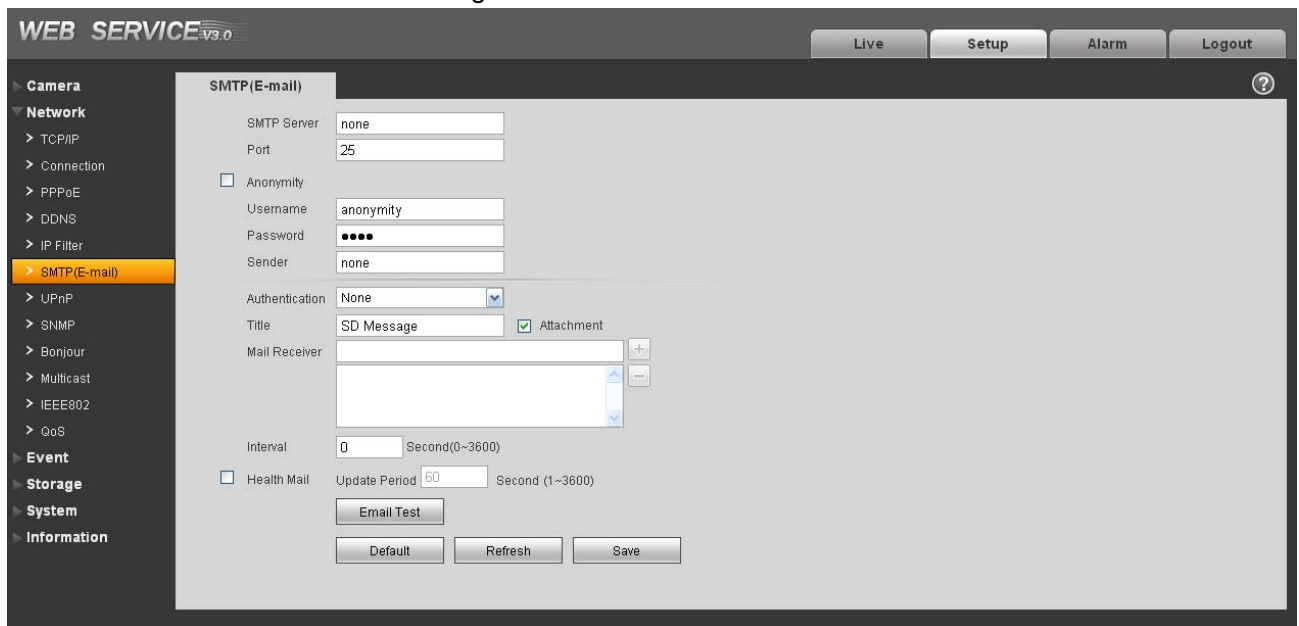 WEB SERVICE V3.0
Live Setup Alarm Logout
Camera
Network
TCP/IP
Connection
PPPoE
DDNS
IP Filter
SMTP(E-mail)
UPnP
SNMP
Bonjour
Multicast
IEEE802
QoS
Event
Storage
System
Information
SMTP(E-mail) ?
SMTP Server none
Port 25
Anonymity
Username anonymity
Password ●●●●
Sender none
Authentication None
Title SD Message Attachment
Mail Receiver
Interval 0 Second(0~3600)
Health Mail Update Period 60 Second (1~3600)
Email Test
Default Refresh Save